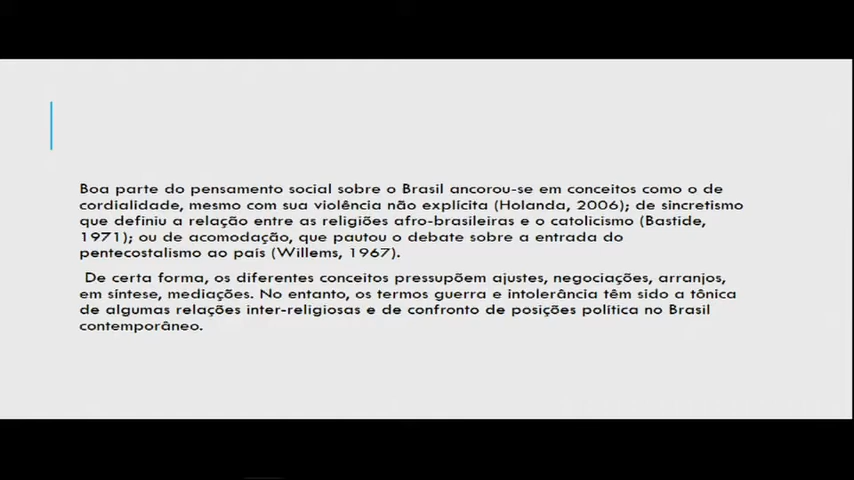 Boa parte do pensamento social sobre o Brasil ancorou-se em conceitos como o de
cordialidade, mesmo com sua violência não explícita (Holanda, 2006); de sincretismo
que definiu a relação entre as religiões afro-brasileiras e o catolicismo (Bastide,
1971); ou de acomodação, que pautou o debate sobre a entrada do
pentecostalismo ao país (Willems, 1967).
De certa forma, os diferentes conceitos pressupõem ajustes, negociações, arranjos,
em síntese, mediações. No entanto, os termos guerra e intolerância têm sido a tônica
de algumas relações inter-religiosas e de confronto de posições política no Brasil
contemporâneo.